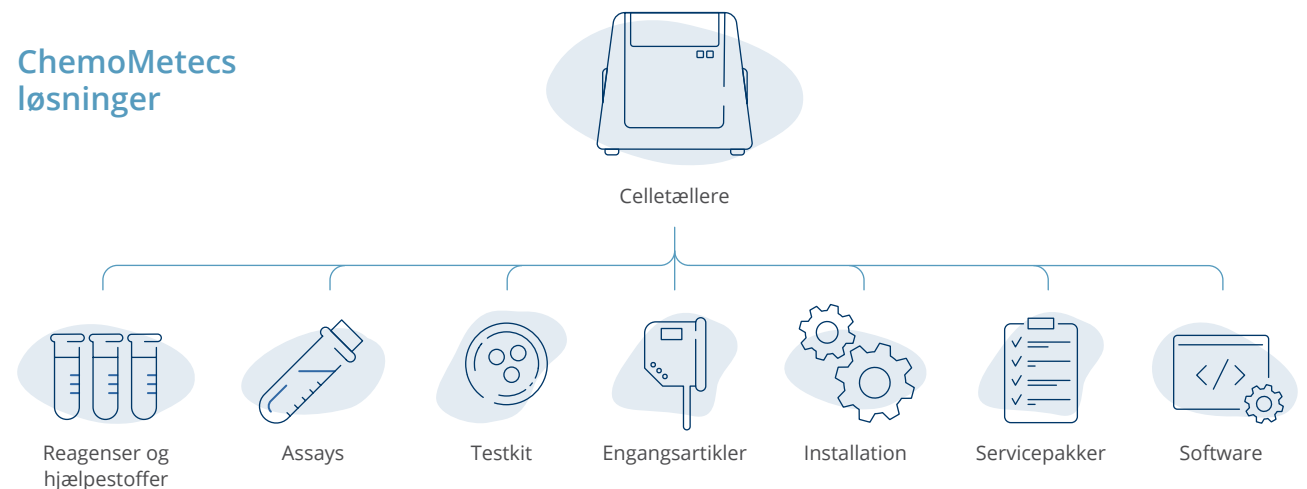 ChemoMetecs
løsninger
Celletællere
Reagenser og
hjælpestoffer
Assays
Testkit
Engangsartikler
Installation
Servicepakker
Software